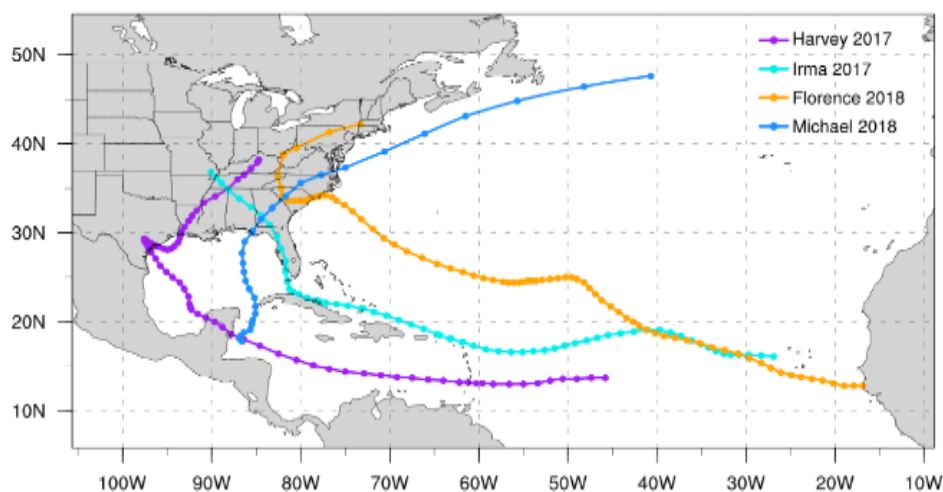 50N
40N
30N
20N
10N
Harvey 2017
Irma 2017
Florence 2018
Michael 2018
100W 90W 80W 70W 60W 50W 40W 30W 20W 10W